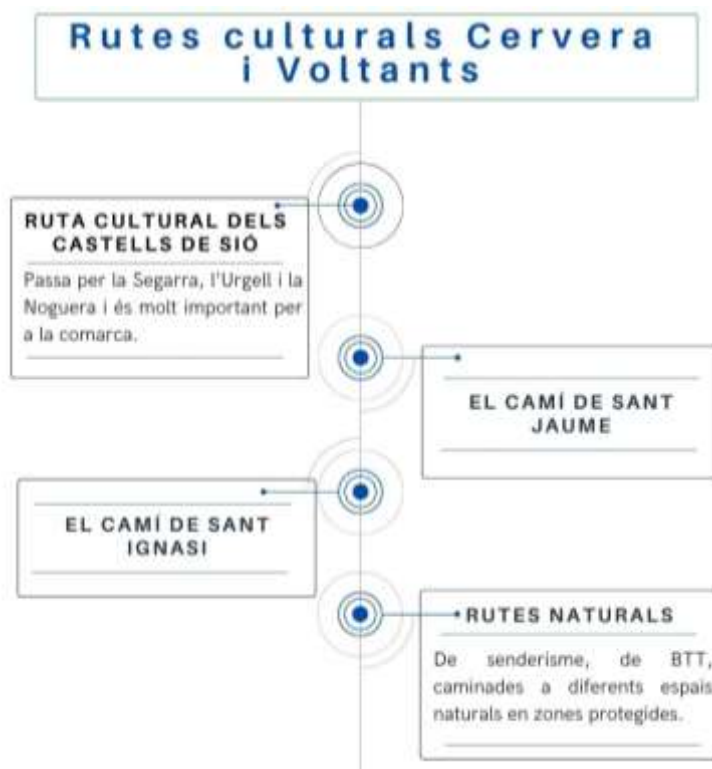 Rutes culturals Cervera
i Voltants
RUTA CULTURAL DELS
CASTELLS DE SIÓ
Passa per la Segarra, l'Urgell i la
Noguera i és molt important per
a la comarca.
EL CAMÍ DE SANT
JAUME
EL CAMÍ DE SANT
IGNASI
RUTES NATURALS
De senderisme, de BTT,
caminades a diferents espais
naturals en zones protegides.